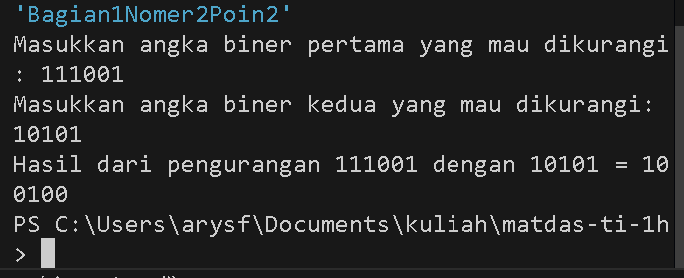 'Bagian1Nomer2Poin2'
Masukkan angka biner pertama yang mau dikurangi
: 111001
Masukkan angka biner kedua yang mau dikurangi:
10101
Hasil dari pengurangan 111001 dengan 10101 = 10
0100
PS C:\Users\arysf\Documents\kuliah\matdas-ti-1h
>